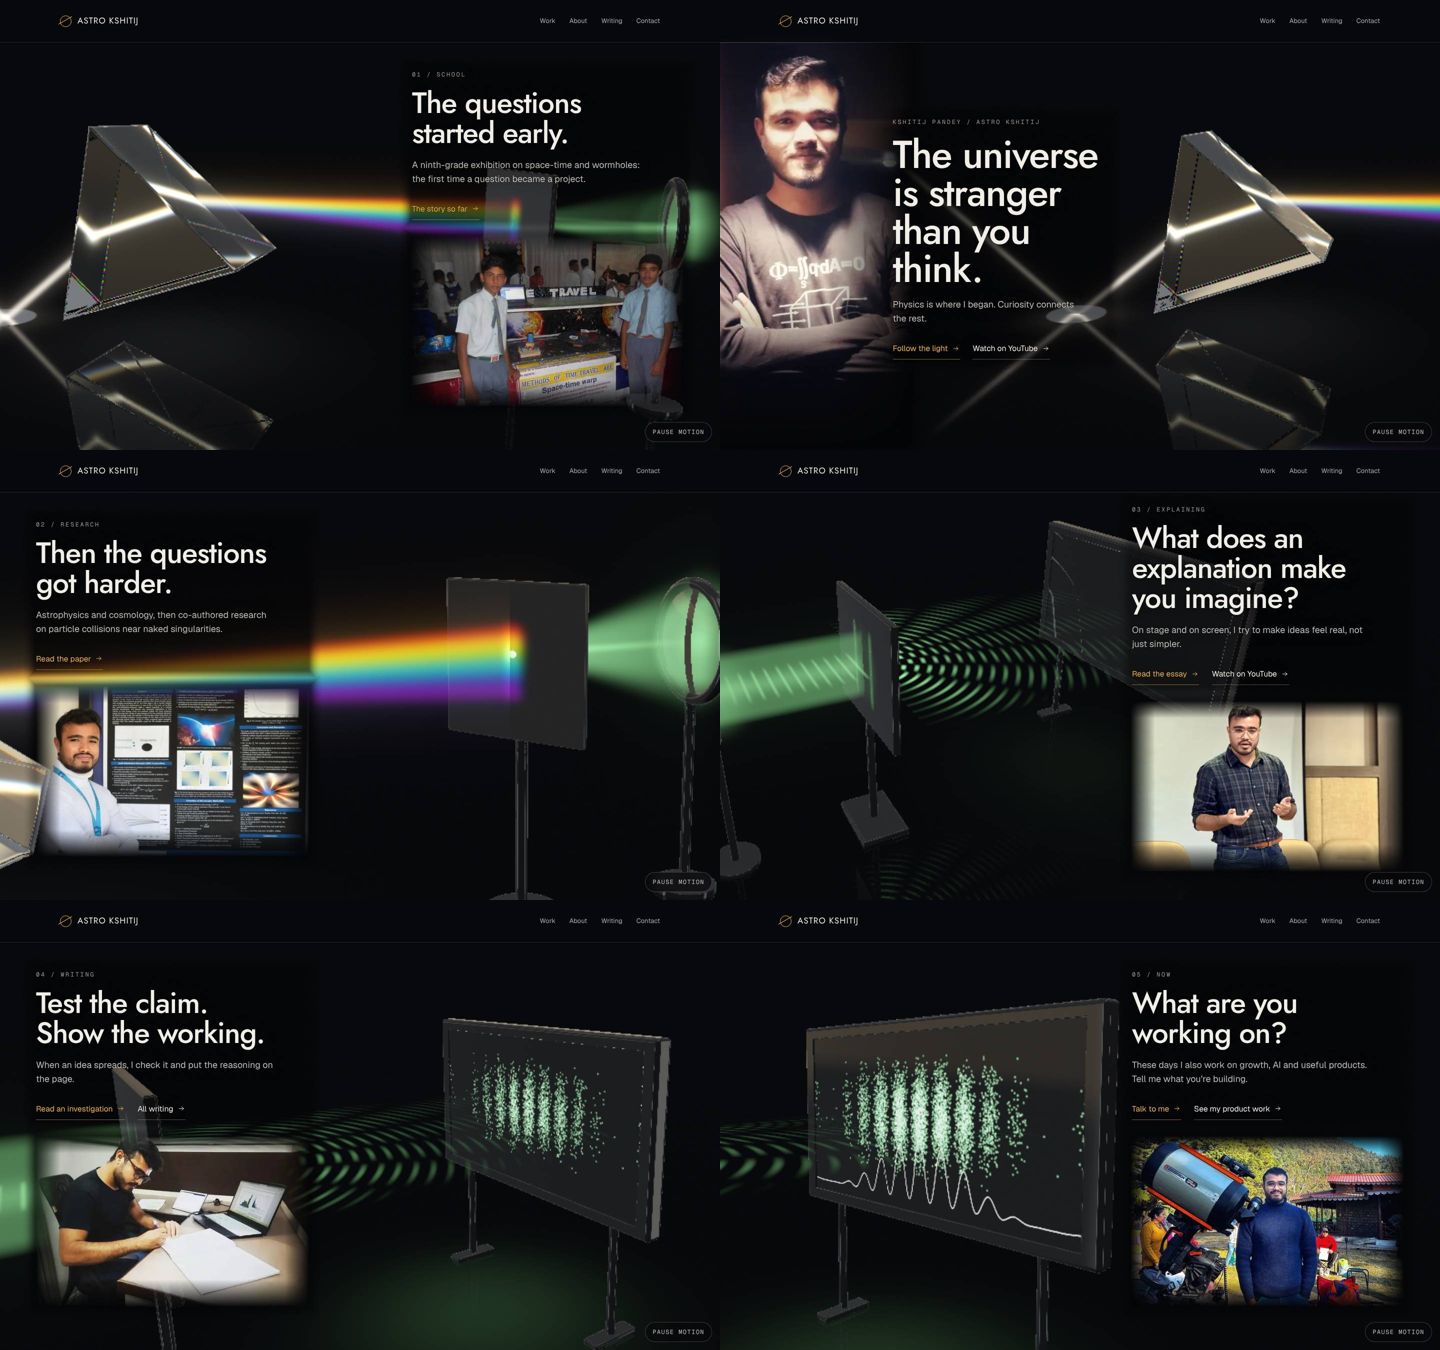 ASTRO KSHITIJ
Work About Writing Contact
01 / SCHOOL
The questions
started early.
A ninth-grade exhibition on space-time and wormholes:
the first time a question became a project.
The story so far →
E TRAVEL
METHODS OF TIME TRAVEL ARE
Space-time warp
PAUSE MOTION
ASTRO KSHITIJ
Work About Writing Contact
KSHITIJ PANDEY / ASTRO KSHITIJ
The universe
is stranger
than you
think.
Φ=∫∫qdA=0
S
Physics is where I began. Curiosity connects
the rest.
Follow the light → Watch on YouTube →
PAUSE MOTION
ASTRO KSHITIJ
Work About Writing Contact
02 / RESEARCH
Then the questions
got harder.
Astrophysics and cosmology, then co-authored research
on particle collisions near naked singularities.
Read the paper →
PAUSE MOTION
ASTRO KSHITIJ
Work About Writing Contact
03 / EXPLAINING
What does an
explanation make
you imagine?
On stage and on screen, I try to make ideas feel real, not
just simpler.
Read the essay → Watch on YouTube →
PAUSE MOTION
ASTRO KSHITIJ
Work About Writing Contact
04 / WRITING
Test the claim.
Show the working.
When an idea spreads, I check it and put the reasoning on
the page.
Read an investigation → All writing →
PAUSE MOTION
ASTRO KSHITIJ
Work About Writing Contact
05 / NOW
What are you
working on?
These days I also work on growth, AI and useful products.
Tell me what you're building.
Talk to me → See my product work →
PAUSE MOTION